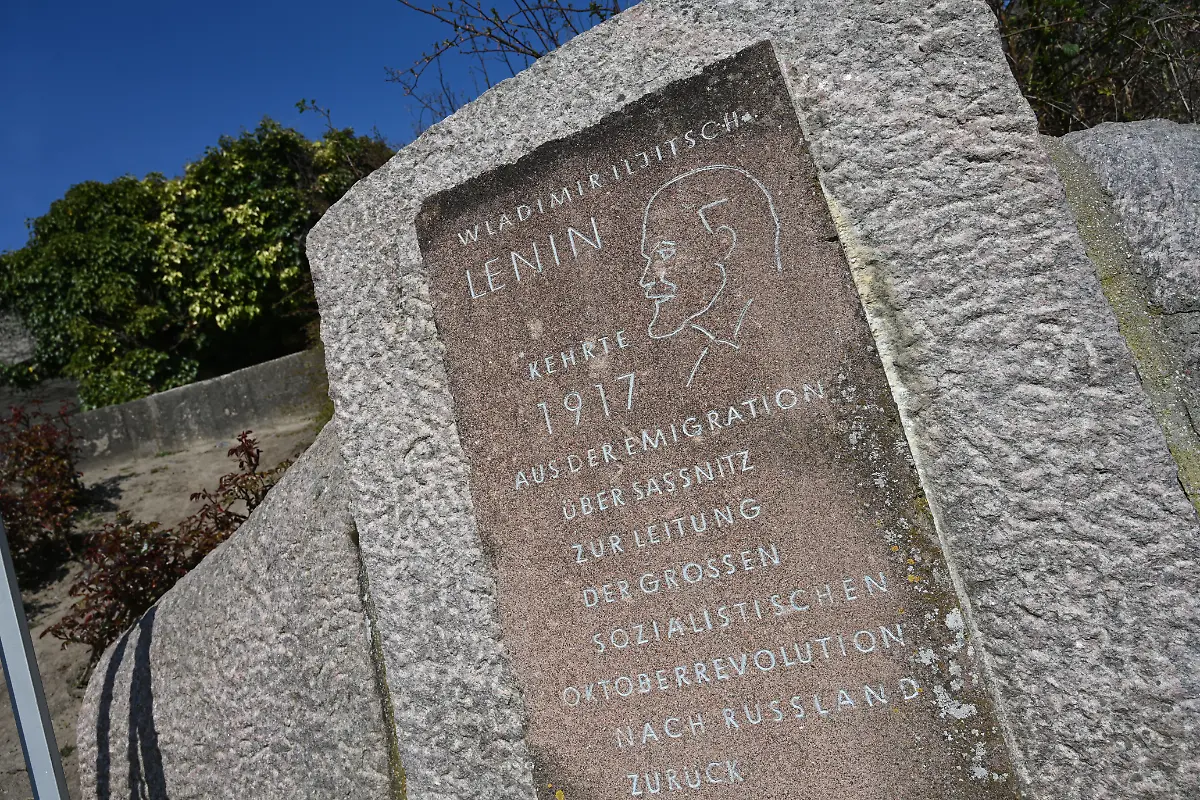 WLADIMIR ILJITSCH
LENIN
KEHRTE
1917
AUS DER EMIGRATION
ÜBER SASSNITZ
ZUR LEITUNG
DER GROSSEN
SOZIALISTISCHEN
OKTOBERREVOLUTION
NACH RUSSLAND
ZURÜCK